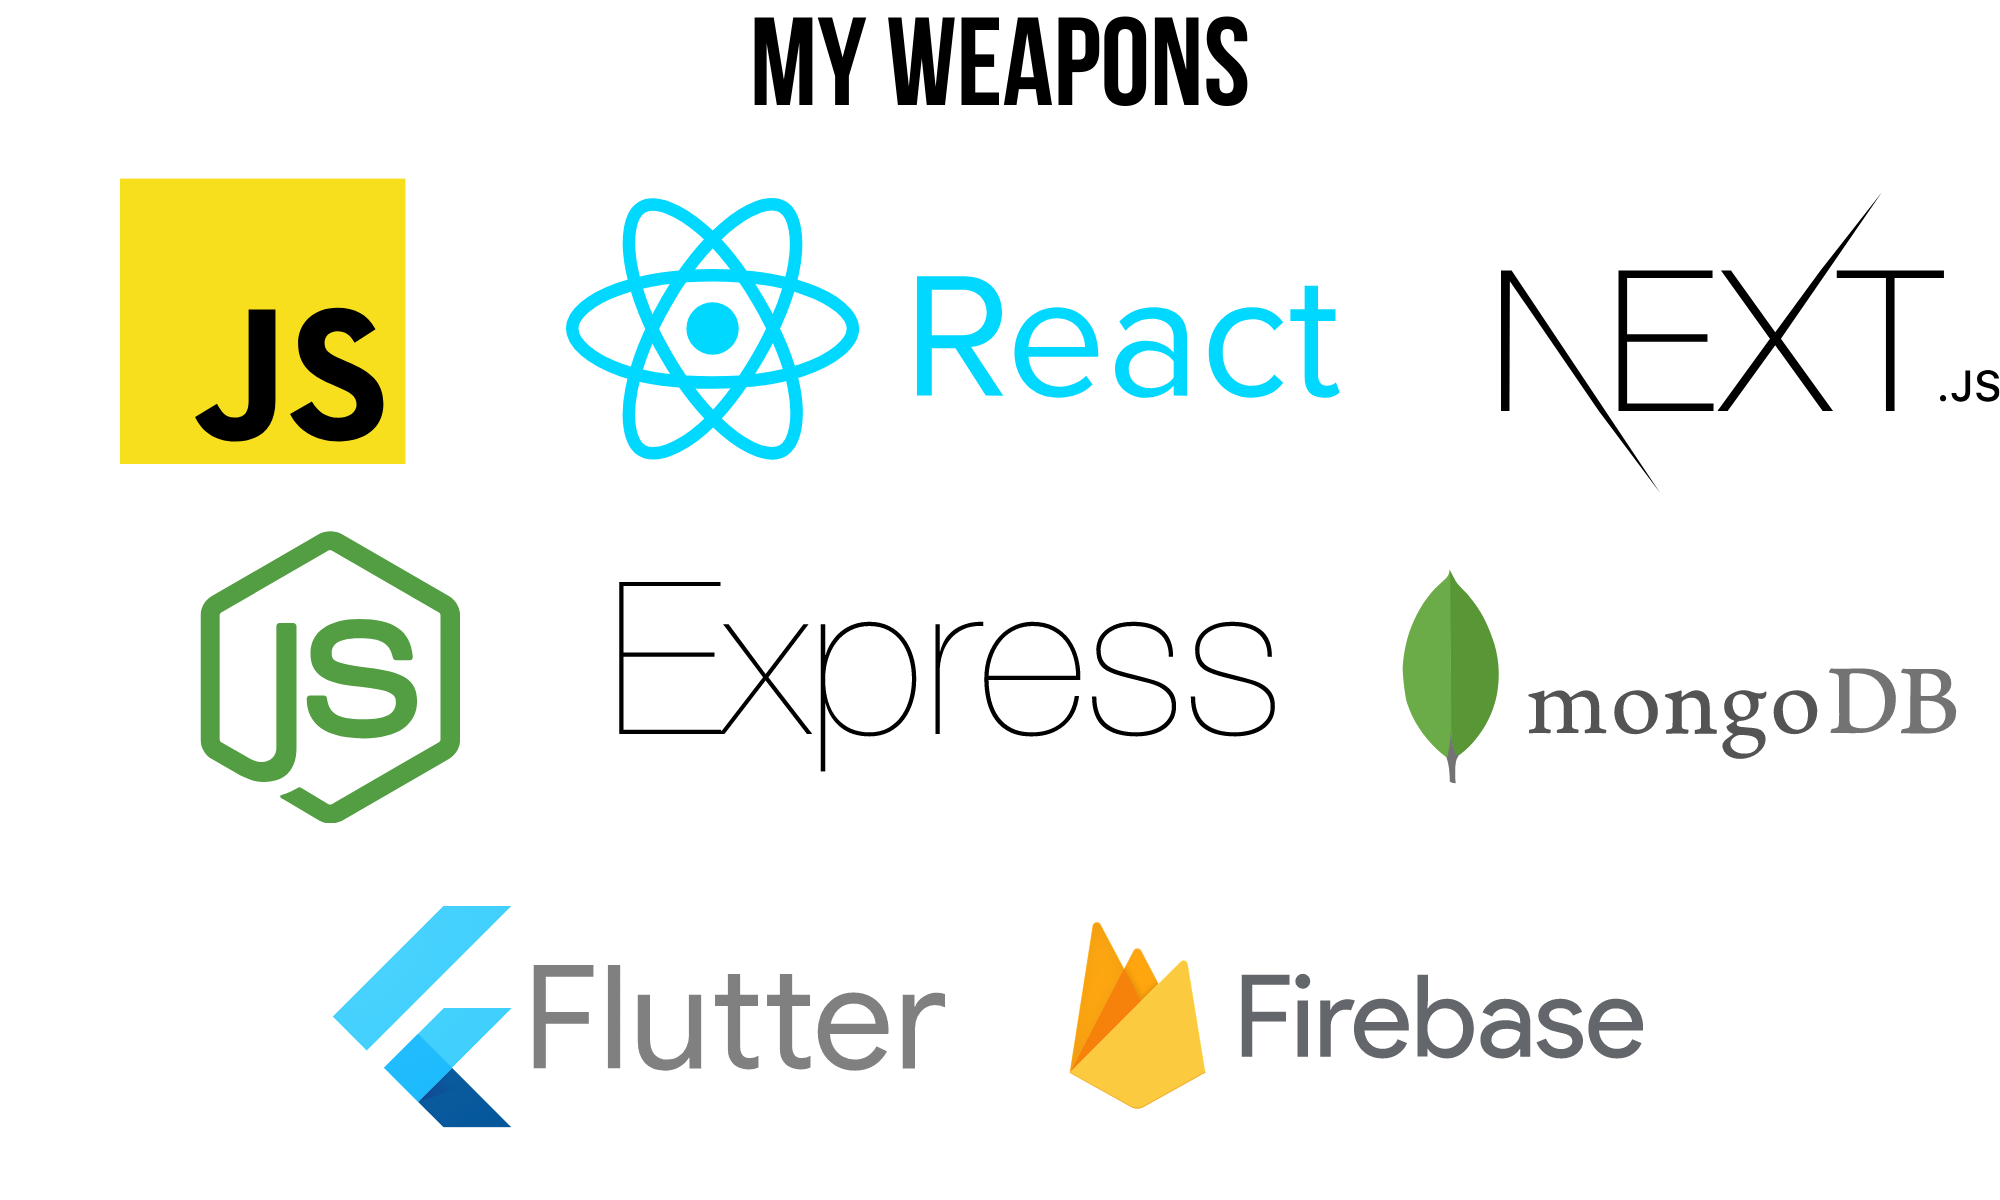 MY WEAPONS
JS
React
NEXT.JS
JS
Express
mongoDB
Flutter
Firebase